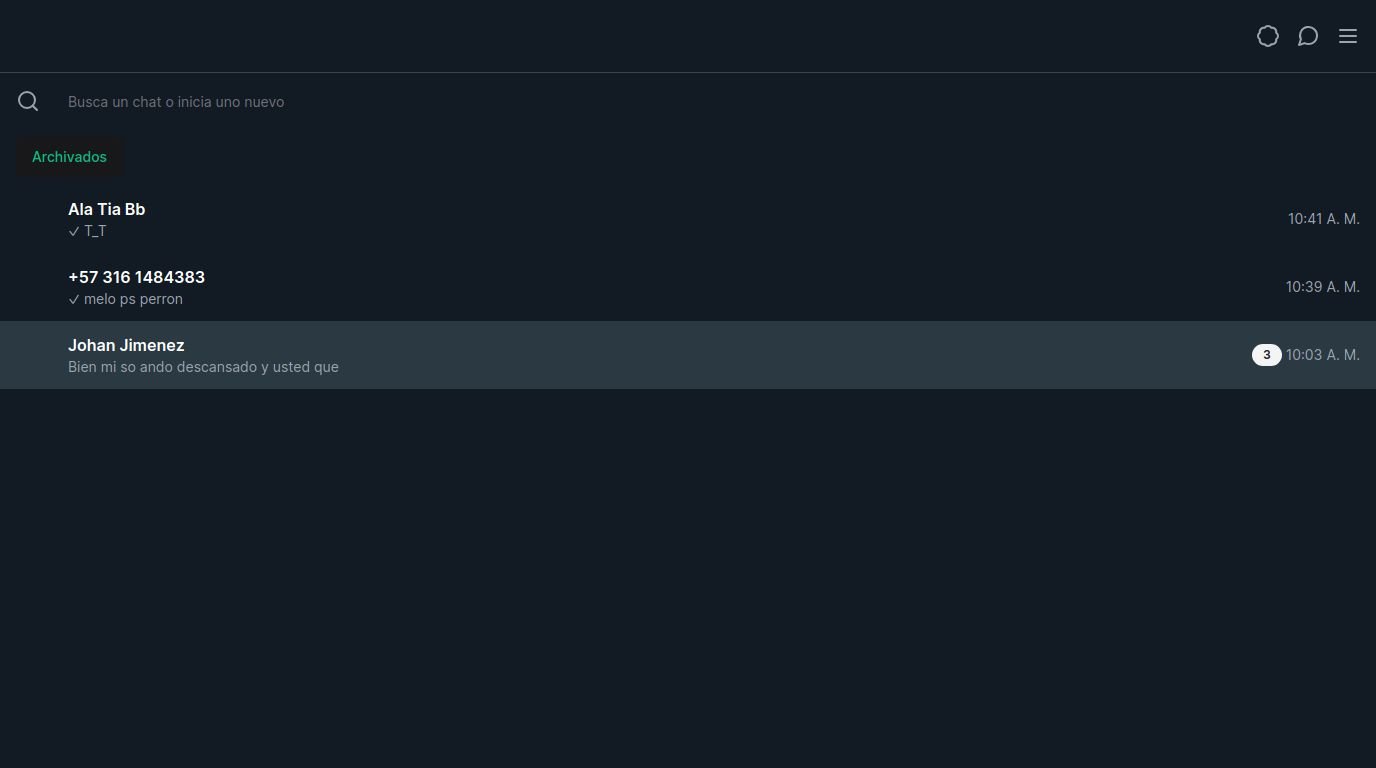 Busca un chat o inicia uno nuevo
Archivados
Ala Tia Bb
10:41 A. M.
✓ T_T
+57 316 1484383
10:39 A. M.
✓ melo ps perron
Johan Jimenez
3 10:03 A. M.
Bien mi so ando descansado y usted que